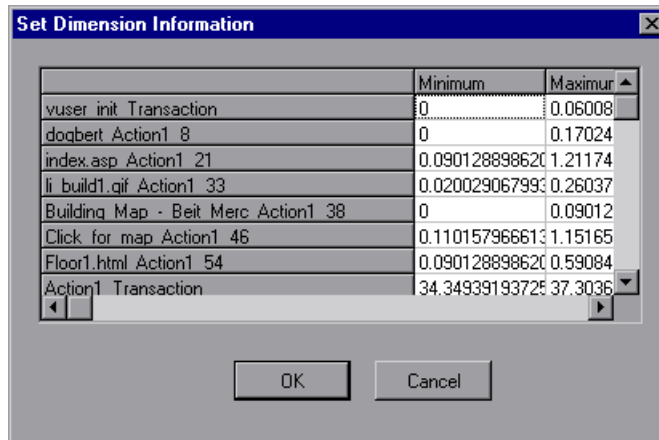 Set Dimension Information
Minimum Maximur
vuser init Transaction 0 0.06008
dogbert Action1 8 0 0.17024
index.asp Action1 21 0.090128898620 1.21174
li build1.gif Action1 33 0.020029067993 0.26037
Building Map - Beit Merc Action1 38 0 0.09012
Click for map Action1 46 0.110157966613 1.15165
Floor1.html Action1 54 0.090128898620 0.59084
Action1 Transaction 34.34939193725 37.3036
OK Cancel